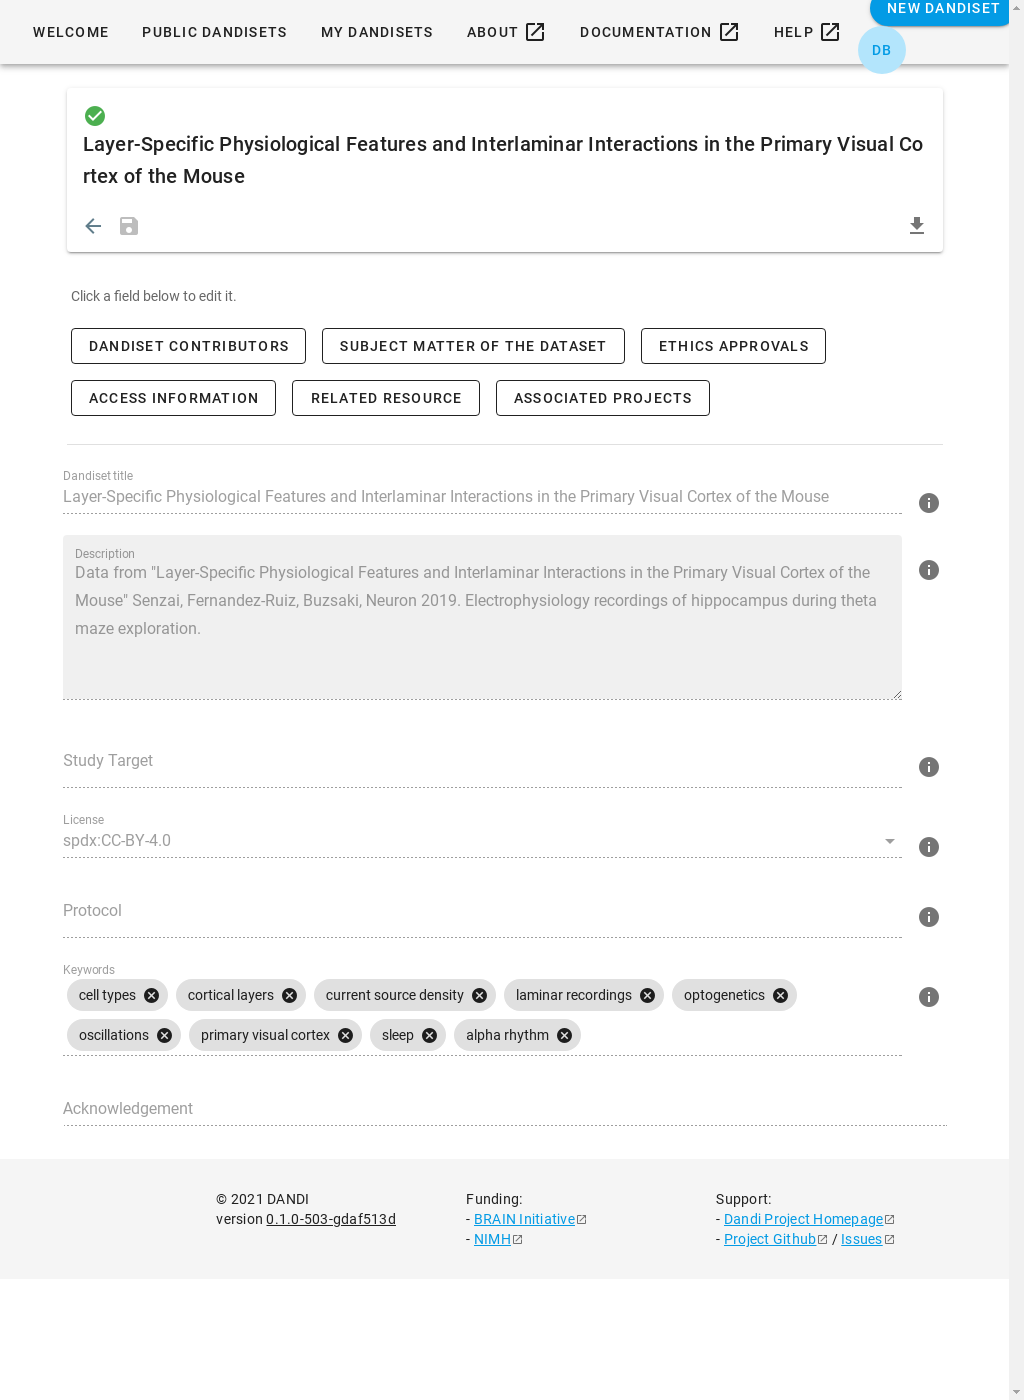 WELCOME PUBLIC DANDISETS MY DANDISETS ABOUT DOCUMENTATION HELP NEW DANDISET
DB
Layer-Specific Physiological Features and Interlaminar Interactions in the Primary Visual Co
rtex of the Mouse
Click a field below to edit it.
DANDISET CONTRIBUTORS SUBJECT MATTER OF THE DATASET ETHICS APPROVALS
ACCESS INFORMATION RELATED RESOURCE ASSOCIATED PROJECTS
Dandiset title
Layer-Specific Physiological Features and Interlaminar Interactions in the Primary Visual Cortex of the Mouse
Description
Data from "Layer-Specific Physiological Features and Interlaminar Interactions in the Primary Visual Cortex of the
Mouse" Senzai, Fernandez-Ruiz, Buzsaki, Neuron 2019. Electrophysiology recordings of hippocampus during theta
maze exploration.
Study Target
License
spdx:CC-BY-4.0
Protocol
Keywords
cell types cortical layers current source density laminar recordings optogenetics
oscillations primary visual cortex sleep alpha rhythm
Acknowledgement
© 2021 DANDI
version 0.1.0-503-gdaf513d
Funding:
- BRAIN Initiative
- NIMH
Support:
- Dandi Project Homepage
- Project Github / Issues